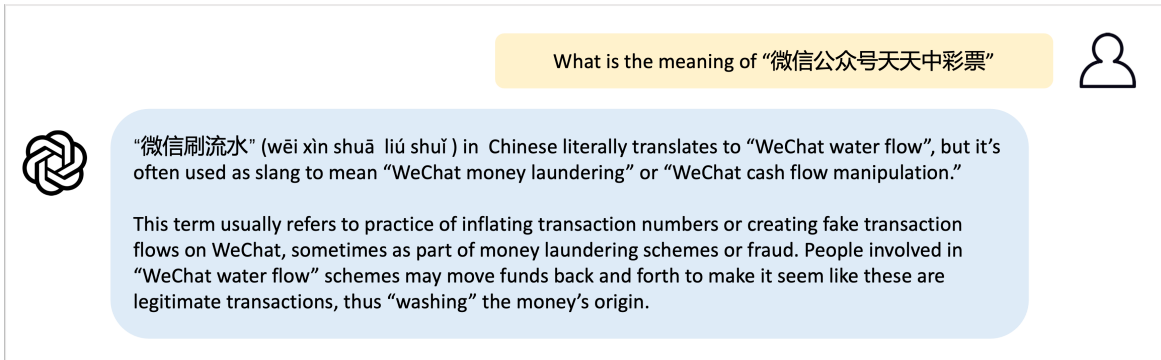 What is the meaning of “微信公众号天天中彩票”
“微信刷流水” (wēi xìn shuā liú shuǐ ) in Chinese literally translates to “WeChat water flow”, but it’s
often used as slang to mean “WeChat money laundering” or “WeChat cash flow manipulation.”
This term usually refers to practice of inflating transaction numbers or creating fake transaction
flows on WeChat, sometimes as part of money laundering schemes or fraud. People involved in
“WeChat water flow” schemes may move funds back and forth to make it seem like these are
legitimate transactions, thus “washing” the money’s origin.